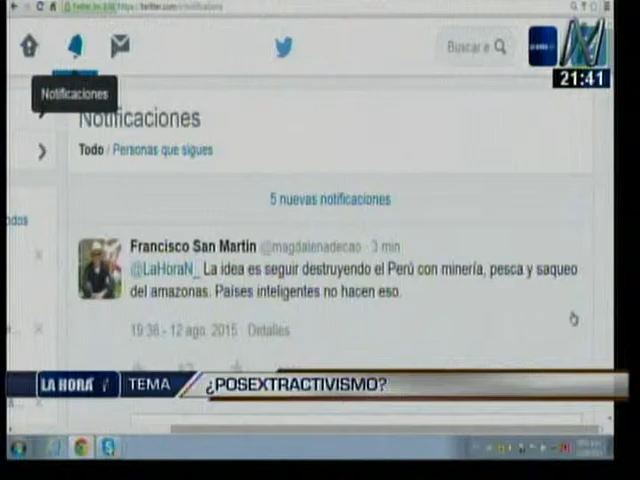 Buscar e
21:41
Notificaciones
Notificaciones
Todo / Personas que sigues
5 nuevas notificaciones
Francisco San Martin @magdalenadecao · 3 min
@LaHoraN_ La idea es seguir destruyendo el Perú con minería, pesca y saqueo
del amazonas. Países inteligentes no hacen eso.
19:38 - 12 ago. 2015 Detalles
LA HORA TEMA ¿POSEXTRACTIVISMO?